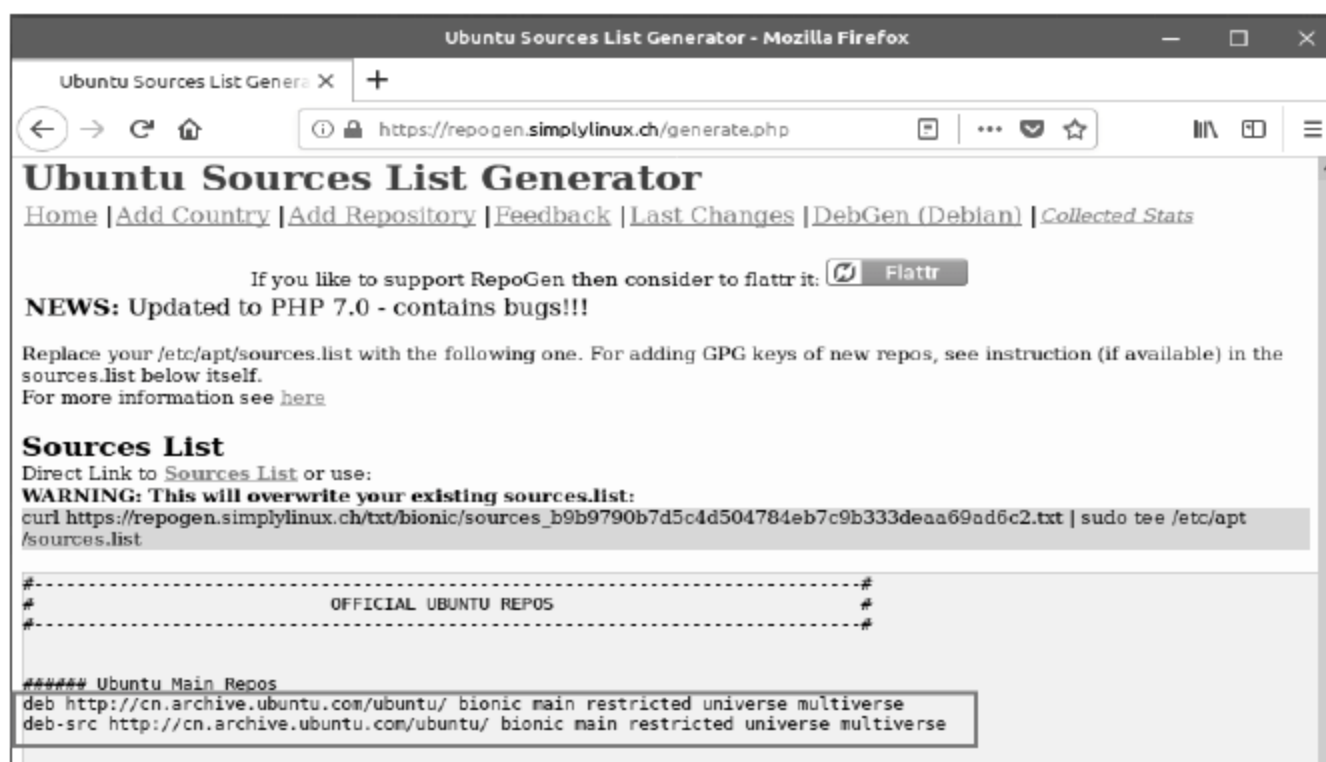 Ubuntu Sources List Generator - Mozilla Firefox
Ubuntu Sources List Genera
https://repogen.simplylinux.ch/generate.php
Ubuntu Sources List Generator
Home |Add Country |Add Repository |Feedback |Last Changes |DebGen (Debian) |Collected Stats
If you like to support RepoGen then consider to flattr it: Flattr
NEWS: Updated to PHP 7.0 - contains bugs!!!
Replace your /etc/apt/sources.list with the following one. For adding GPG keys of new repos, see instruction (if available) in the
sources.list below itself.
For more information see here
Sources List
Direct Link to Sources List or use:
WARNING: This will overwrite your existing sources.list:
curl https://repogen.simplylinux.ch/txt/bionic/sources_b9b9790b7d5c4d504784eb7c9b333deaa69ad6c2.txt | sudo tee /etc/apt
/sources.list
#------------------------------------------------------------------------------#
# OFFICIAL UBUNTU REPOS #
#------------------------------------------------------------------------------#
###### Ubuntu Main Repos
deb http://cn.archive.ubuntu.com/ubuntu/ bionic main restricted universe multiverse
deb-src http://cn.archive.ubuntu.com/ubuntu/ bionic main restricted universe multiverse